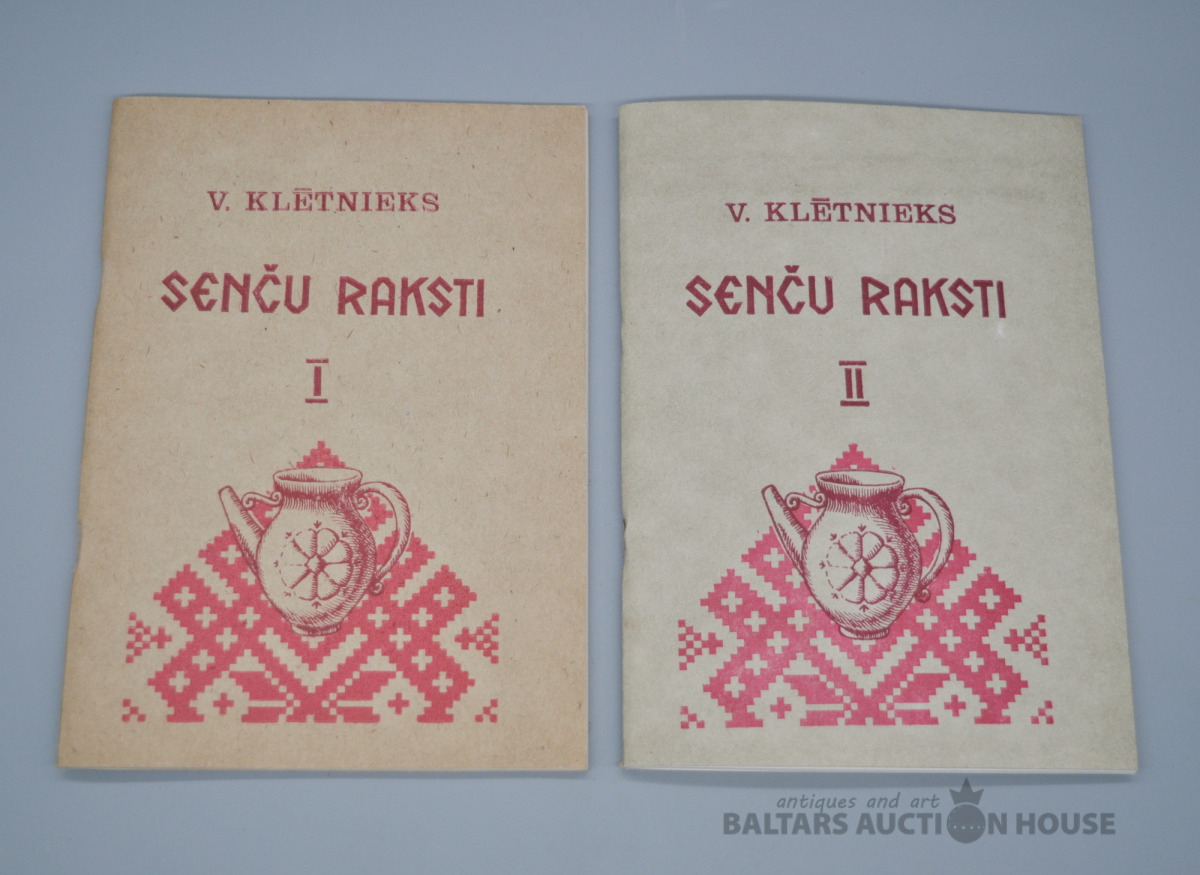 V. KLĒTNIEKS
SENČU RAKSTI
I
V. KLĒTNIEKS
SENČU RAKSTI
II
antiques and art
BALTARS AUCTION HOUSE